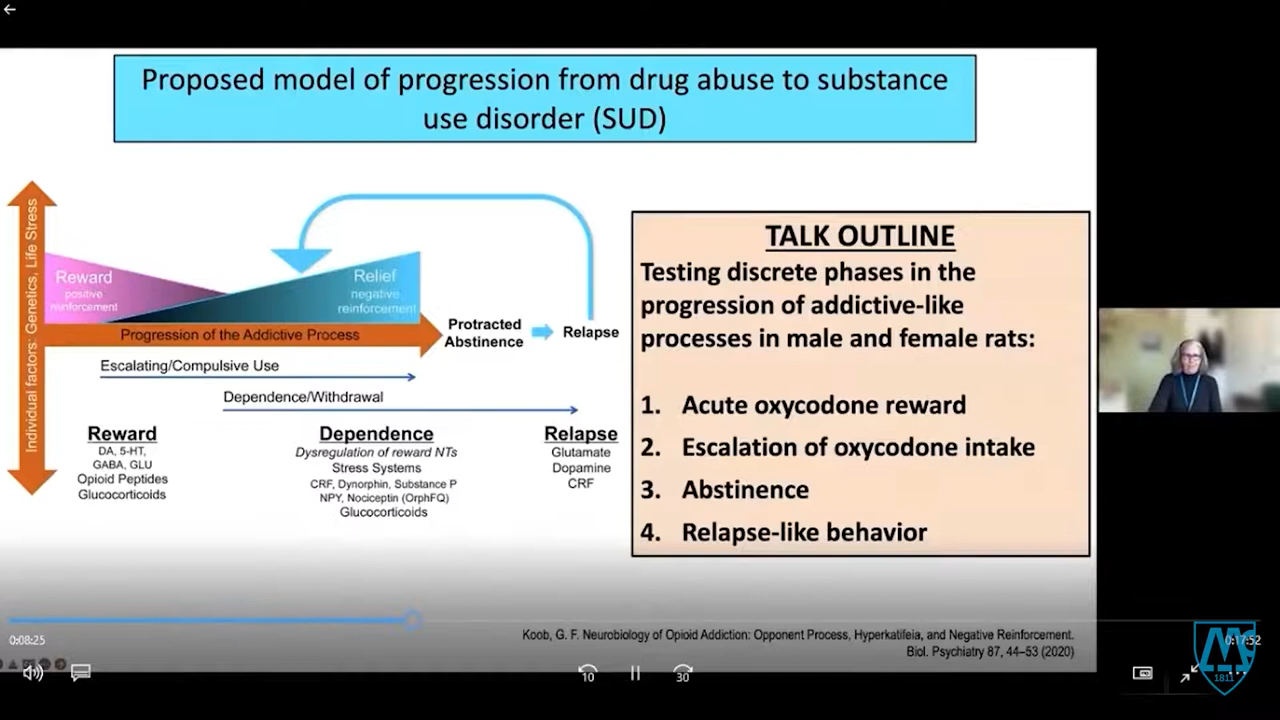 Proposed model of progression from drug abuse to substance
use disorder (SUD)
Individual factors: Genetics, Life Stress
Reward
positive
reinforcement
Relief
negative
reinforcement
Progression of the Addictive Process
Protracted
Abstinence
Relapse
Escalating/Compulsive Use
Dependence/Withdrawal
Reward
DA, 5-HT,
GABA, GLU
Opioid Peptides
Glucocorticoids
Dependence
Dysregulation of reward NTs
Stress Systems
CRF, Dynorphin, Substance P
NPY, Nociceptin (OrphFQ)
Glucocorticoids
Relapse
Glutamate
Dopamine
CRF
TALK OUTLINE
Testing discrete phases in the
progression of addictive-like
processes in male and female rats:
1. Acute oxycodone reward
2. Escalation of oxycodone intake
3. Abstinence
4. Relapse-like behavior
Koob, G. F. Neurobiology of Opioid Addiction: Opponent Process, Hyperkatifeia, and Negative Reinforcement.
Biol. Psychiatry 87, 44–53 (2020)
0:08:25
0:17:52
10
30
1811